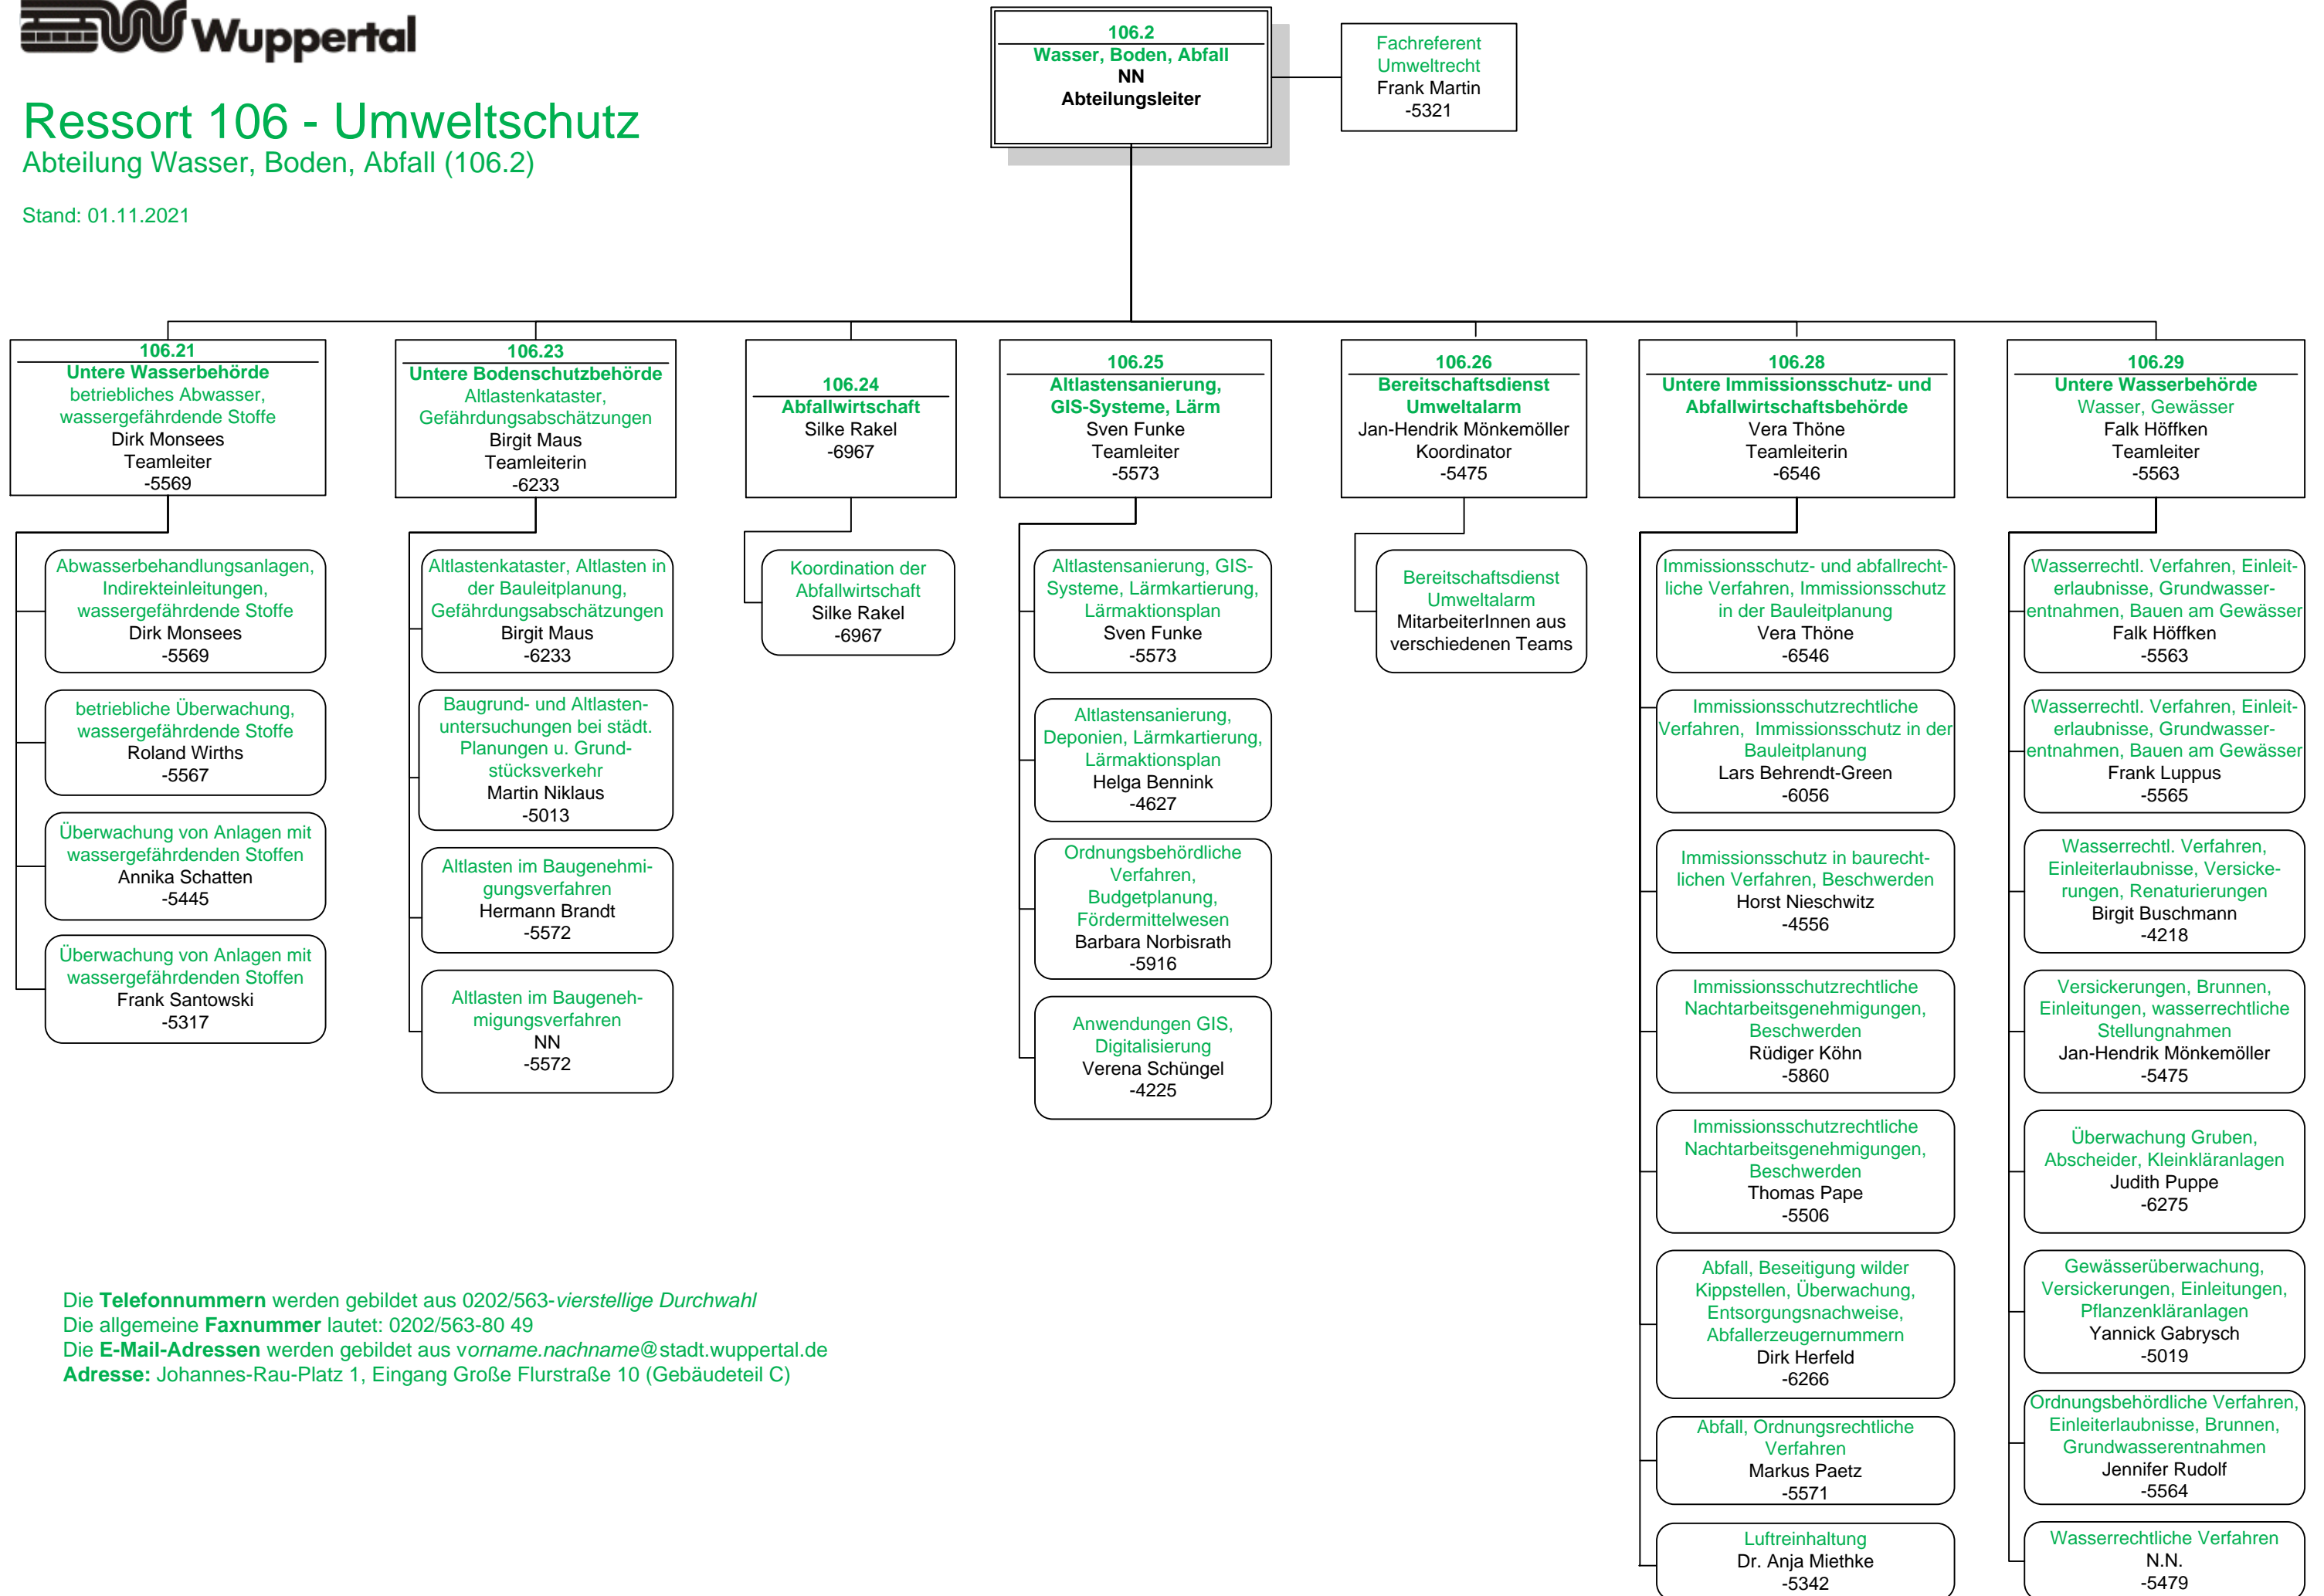 Wuppertal
Ressort 106 - Umweltschutz
Abteilung Wasser, Boden, Abfall (106.2)
Stand: 01.11.2021
106.2
Wasser, Boden, Abfall
NN
Abteilungsleiter
Fachreferent
Umweltrecht
Frank Martin
-5321
106.21
Untere Wasserbehörde
betriebliches Abwasser,
wassergefährdende Stoffe
Dirk Monsees
Teamleiter
-5569
Abwasserbehandlungsanlagen,
Indirekteinleitungen,
wassergefährdende Stoffe
Dirk Monsees
-5569
betriebliche Überwachung,
wassergefährdende Stoffe
Roland Wirths
-5567
Überwachung von Anlagen mit
wassergefährdenden Stoffen
Annika Schatten
-5445
Überwachung von Anlagen mit
wassergefährdenden Stoffen
Frank Santowski
-5317
106.23
Untere Bodenschutzbehörde
Altlastenkataster,
Gefährdungsabschätzungen
Birgit Maus
Teamleiterin
-6233
Altlastenkataster, Altlasten in
der Bauleitplanung,
Gefährdungsabschätzungen
Birgit Maus
-6233
Baugrund- und Altlasten-
untersuchungen bei städt.
Planungen u. Grund-
stücksverkehr
Martin Niklaus
-5013
Altlasten im Baugenehmi-
gungsverfahren
Hermann Brandt
-5572
Altlasten im Baugeneh-
migungsverfahren
NN
-5572
106.24
Abfallwirtschaft
Silke Rakel
-6967
Koordination der
Abfallwirtschaft
Silke Rakel
-6967
106.25
Altlastensanierung,
GIS-Systeme, Lärm
Sven Funke
Teamleiter
-5573
Altlastensanierung, GIS-
Systeme, Lärmkartierung,
Lärmaktionsplan
Sven Funke
-5573
Altlastensanierung,
Deponien, Lärmkartierung,
Lärmaktionsplan
Helga Bennink
-4627
Ordnungsbehördliche
Verfahren,
Budgetplanung,
Fördermittelwesen
Barbara Norbisrath
-5916
Anwendungen GIS,
Digitalisierung
Verena Schüngel
-4225
106.26
Bereitschaftsdienst
Umweltalarm
Jan-Hendrik Mönkemöller
Koordinator
-5475
Bereitschaftsdienst
Umweltalarm
MitarbeiterInnen aus
verschiedenen Teams
106.28
Untere Immissionsschutz- und
Abfallwirtschaftsbehörde
Vera Thöne
Teamleiterin
-6546
Immissionsschutz- und abfallrecht-
liche Verfahren, Immissionsschutz
in der Bauleitplanung
Vera Thöne
-6546
Immissionsschutzrechtliche
Verfahren, Immissionsschutz in der
Bauleitplanung
Lars Behrendt-Green
-6056
Immissionsschutz in baurecht-
lichen Verfahren, Beschwerden
Horst Nieschwitz
-4556
Immissionsschutzrechtliche
Nachtarbeitsgenehmigungen,
Beschwerden
Rüdiger Köhn
-5860
Immissionsschutzrechtliche
Nachtarbeitsgenehmigungen,
Beschwerden
Thomas Pape
-5506
Abfall, Beseitigung wilder
Kippstellen, Überwachung,
Entsorgungsnachweise,
Abfallerzeugernummern
Dirk Herfeld
-6266
Abfall, Ordnungsrechtliche
Verfahren
Markus Paetz
-5571
Luftreinhaltung
Dr. Anja Miethke
-5342
106.29
Untere Wasserbehörde
Wasser, Gewässer
Falk Höffken
Teamleiter
-5563
Wasserrechtl. Verfahren, Einleit-
erlaubnisse, Grundwasser-
entnahmen, Bauen am Gewässer
Falk Höffken
-5563
Wasserrechtl. Verfahren, Einleit-
erlaubnisse, Grundwasser-
entnahmen, Bauen am Gewässer
Frank Luppus
-5565
Wasserrechtl. Verfahren,
Einleiterlaubnisse, Versicke-
rungen, Renaturierungen
Birgit Buschmann
-4218
Versickerungen, Brunnen,
Einleitungen, wasserrechtliche
Stellungnahmen
Jan-Hendrik Mönkemöller
-5475
Überwachung Gruben,
Abscheider, Kleinkläranlagen
Judith Puppe
-6275
Gewässerüberwachung,
Versickerungen, Einleitungen,
Pflanzenkläranlagen
Yannick Gabrysch
-5019
Ordnungsbehördliche Verfahren,
Einleiterlaubnisse, Brunnen,
Grundwasserentnahmen
Jennifer Rudolf
-5564
Wasserrechtliche Verfahren
N.N.
-5479
Die Telefonnummern werden gebildet aus 0202/563-vierstellige Durchwahl
Die allgemeine Faxnummer lautet: 0202/563-80 49
Die E-Mail-Adressen werden gebildet aus vorname.nachname@stadt.wuppertal.de
Adresse: Johannes-Rau-Platz 1, Eingang Große Flurstraße 10 (Gebäudeteil C)